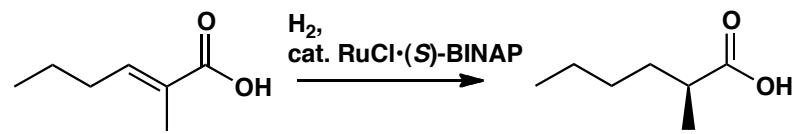 O
OH
H₂,
cat. RuCl•(S)-BINAP
O
OH